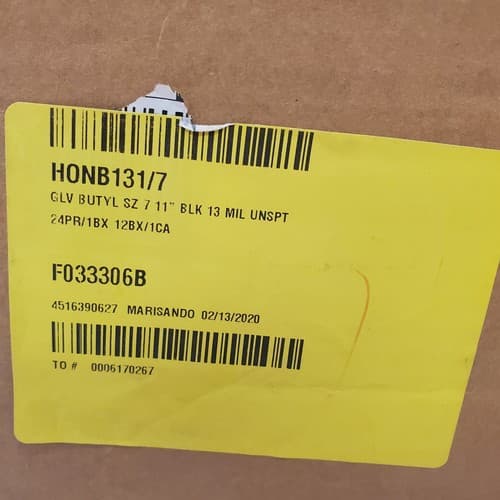 HONB131/7
GLV BUTYL SZ 7 11" BLK 13 MIL UNSPT
24PR/1BX 12BX/1CA
F033306B
4516390627 MARISANDO 02/13/2020
TO # 0006170267